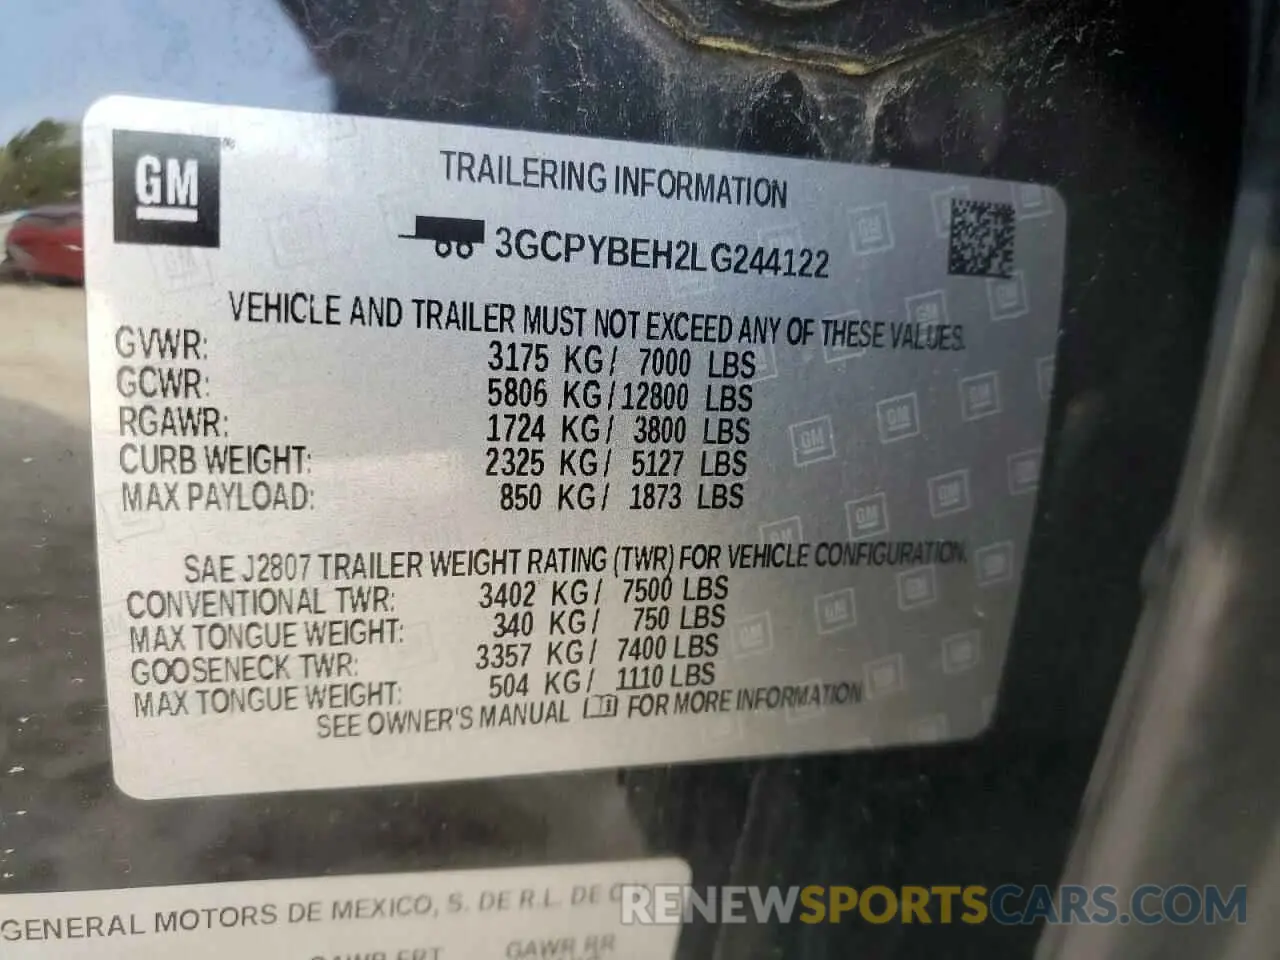 GM
TRAILERING INFORMATION
3GCPYBEH2LG244122
VEHICLE AND TRAILER MUST NOT EXCEED ANY OF THESE VALUES.
GVWR: 3175 KG/ 7000 LBS
GCWR: 5806 KG/12800 LBS
RGAWR: 1724 KG/ 3800 LBS
CURB WEIGHT: 2325 KG/ 5127 LBS
MAX PAYLOAD: 850 KG/ 1873 LBS
SAE J2807 TRAILER WEIGHT RATING (TWR) FOR VEHICLE CONFIGURATION.
CONVENTIONAL TWR: 3402 KG/ 7500 LBS
MAX TONGUE WEIGHT: 340 KG/ 750 LBS
GOOSENECK TWR: 3357 KG/ 7400 LBS
MAX TONGUE WEIGHT: 504 KG/ 1110 LBS
SEE OWNER'S MANUAL FOR MORE INFORMATION
GENERAL MOTORS DE MEXICO, S. DE R.L. DE
GAWR RR
RENEWSPORTSCARS.COM